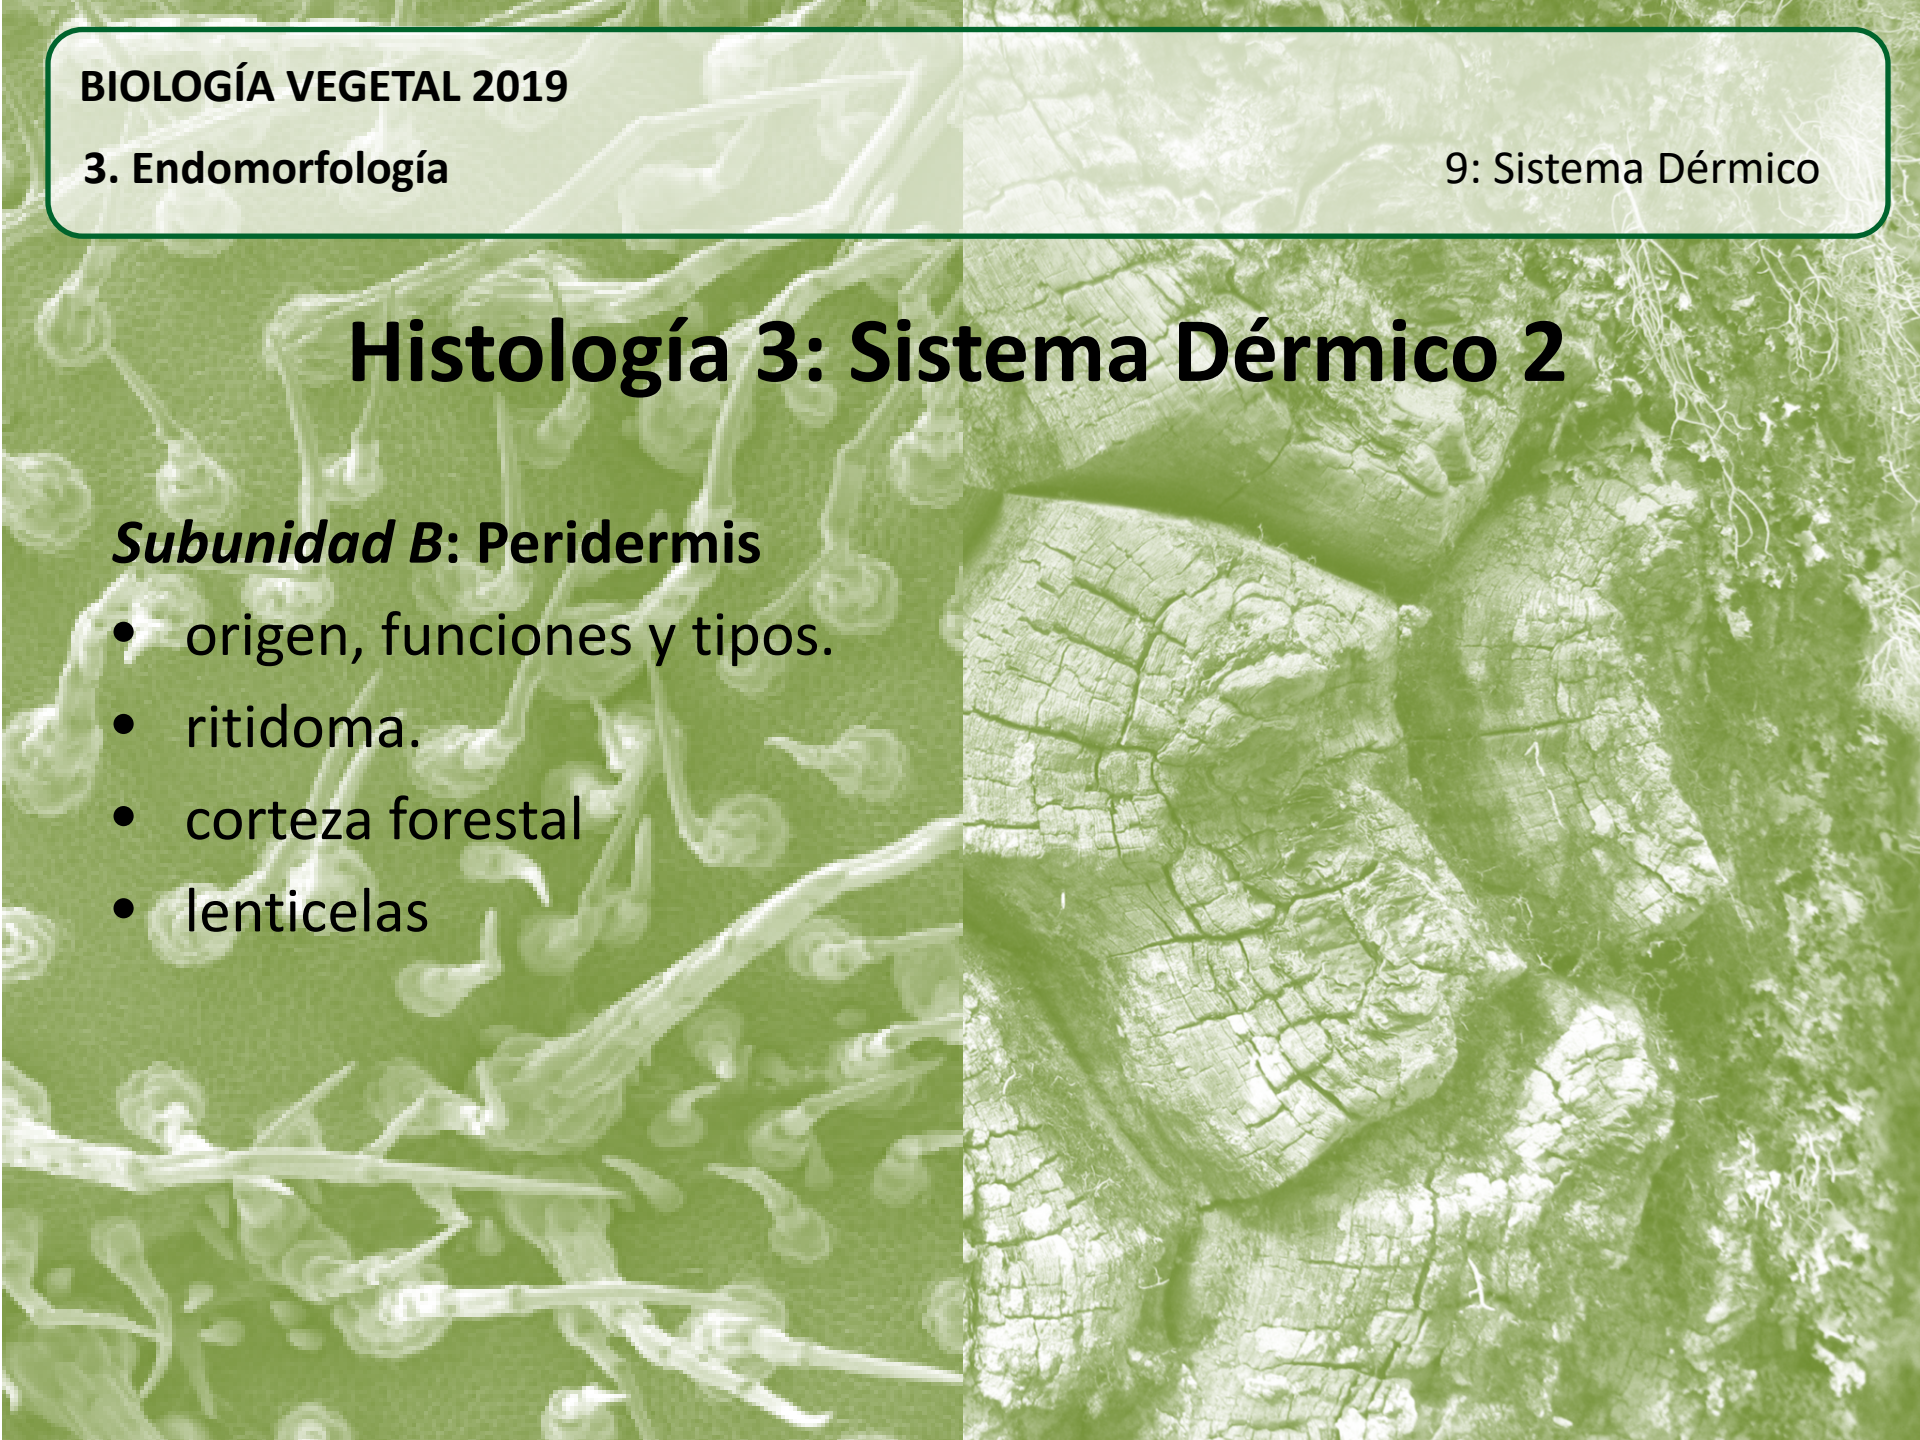 BIOLOGÍA VEGETAL 2019
3. Endomorfología
9: Sistema Dérmico
Histología 3: Sistema Dérmico 2
Subunidad B: Peridermis
• origen, funciones y tipos.
• ritidoma.
• corteza forestal
• lenticelas